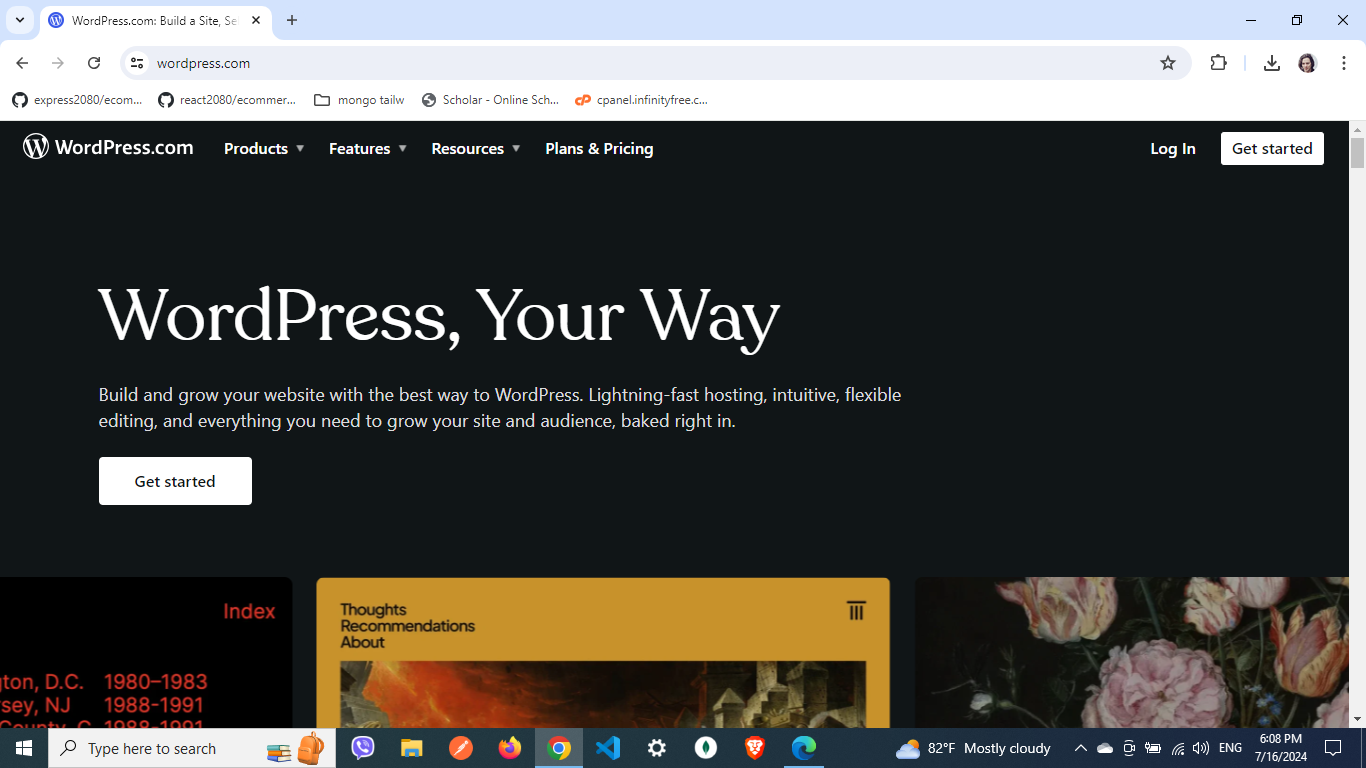 WordPress.com: Build a Site, Se
wordpress.com
express2080/ecom...
react2080/ecommer...
mongo tailw
Scholar - Online Sch...
cpanel.infinityfree.c...
WordPress.com
Products
Features
Resources
Plans & Pricing
Log In
Get started
WordPress, Your Way
Build and grow your website with the best way to WordPress. Lightning-fast hosting, intuitive, flexible
editing, and everything you need to grow your site and audience, baked right in.
Get started
Index
gton, D.C. 1980–1983
rsey, NJ 1988-1991
County, C 1988-1991
Thoughts
Recommendations
About
Type here to search
82°F Mostly cloudy
ENG
6:08 PM
7/16/2024